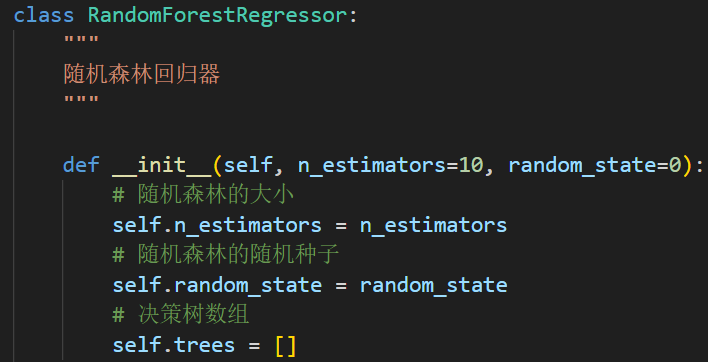 class RandomForestRegressor:
"""
随机森林回归器
"""
def __init__(self, n_estimators=10, random_state=0):
# 随机森林的大小
self.n_estimators = n_estimators
# 随机森林的随机种子
self.random_state = random_state
# 决策树数组
self.trees = []